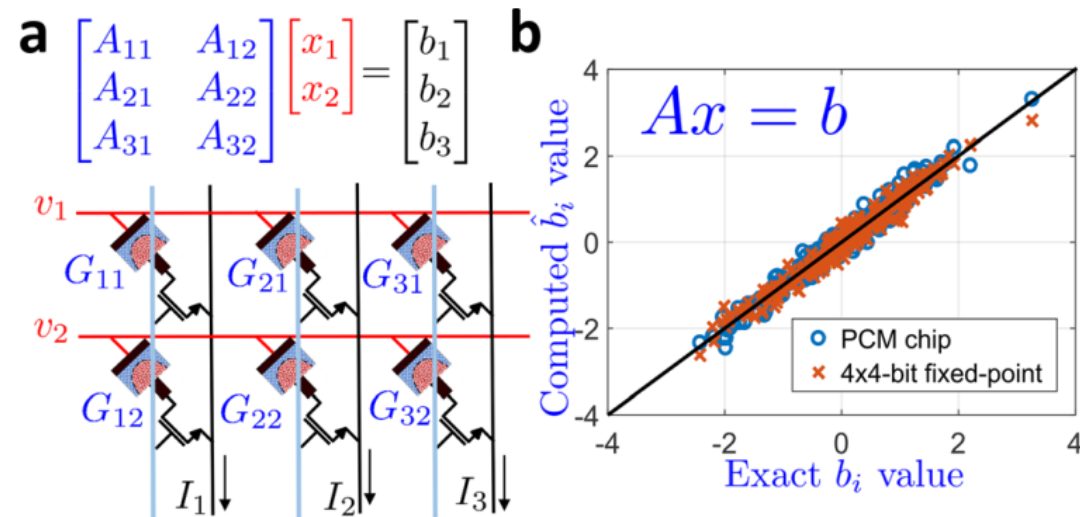 a
A₁₁ A₁₂ x₁ = b₁
A₂₁ A₂₂ x₂ b₂
A₃₁ A₃₂ b₃
v₁
G₁₁ G₂₁ G₃₁
v₂
G₁₂ G₂₂ G₃₂
I₁ I₂ I₃
b
Ax = b
4
2
0
-2
-4
Computed b̂ᵢ value
PCM chip
4x4-bit fixed-point
-4 -2 0 2 4
Exact bᵢ value